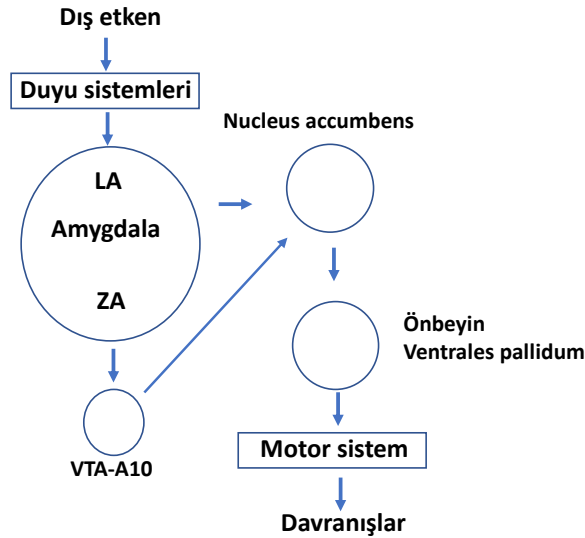 Dış etken
Duyu sistemleri
LA
Amygdala
ZA
VTA-A10
Nucleus accumbens
Önbeyin
Ventrales pallidum
Motor sistem
Davranışlar